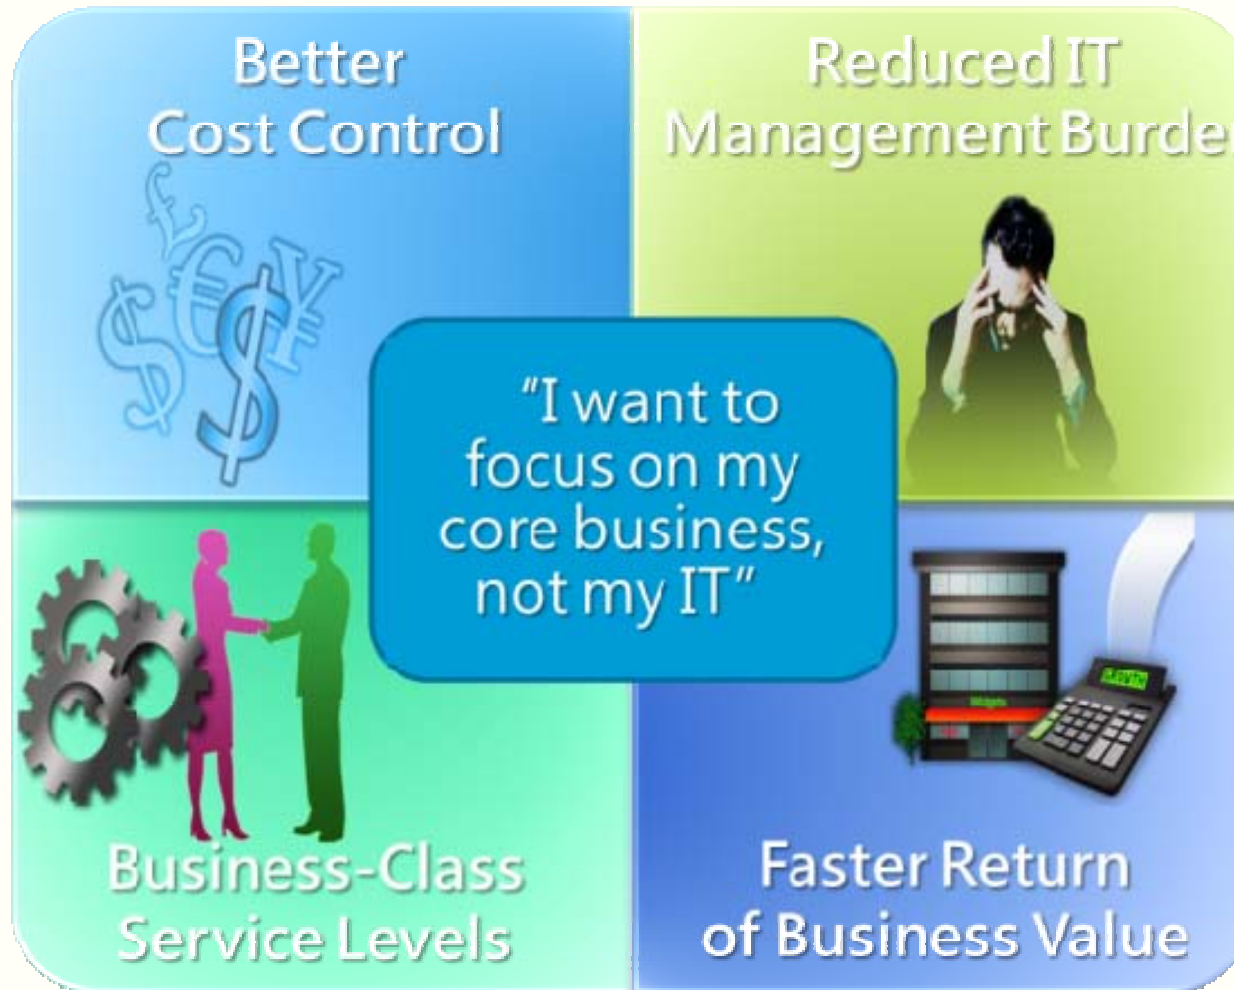 Better
Cost Control
Reduced IT
Management Burde
"I want to
focus on my
core business,
not my IT"
GROWTH
Business-Class
Service Levels
Faster Return
of Business Value